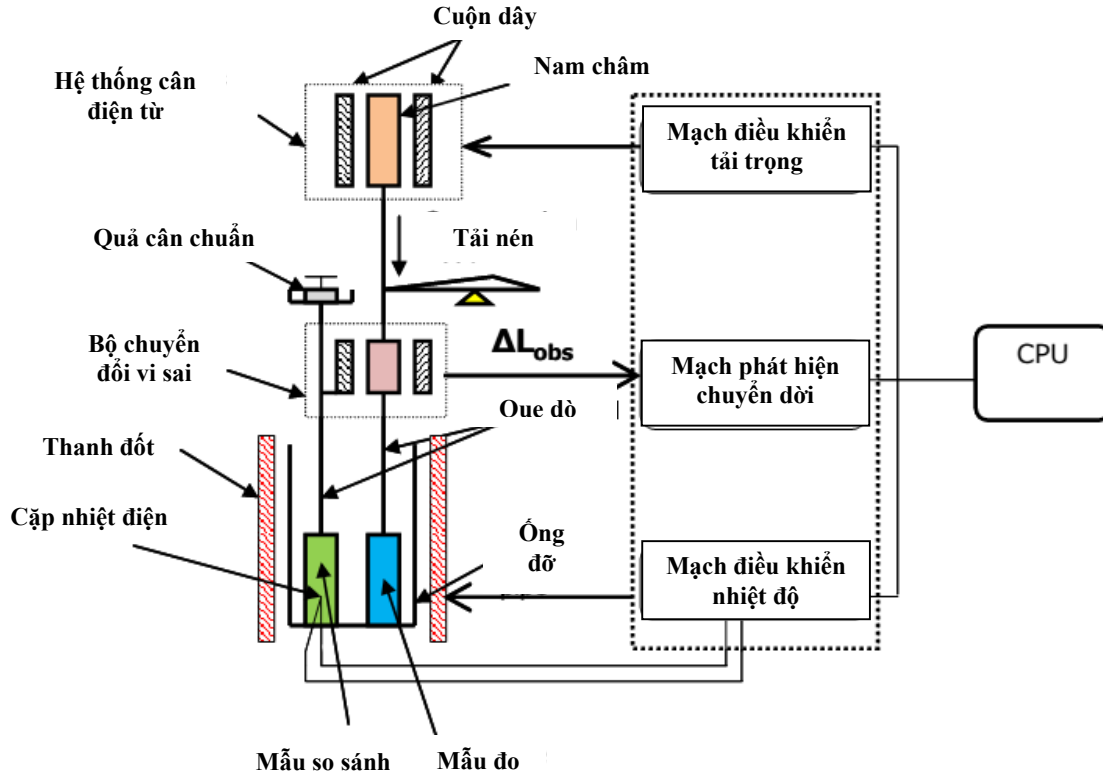 Cuộn dây
Nam châm
Hệ thống cân
điện từ
Mạch điều khiển
tải trọng
Quả cân chuẩn
Tải nén
Bộ chuyển
đổi vi sai
ΔLobs
Mạch phát hiện
chuyển dời
CPU
Oue dò
Thanh đốt
Cặp nhiệt điện
Ống
đỡ
Mạch điều khiển
nhiệt độ
Mẫu so sánh
Mẫu đo